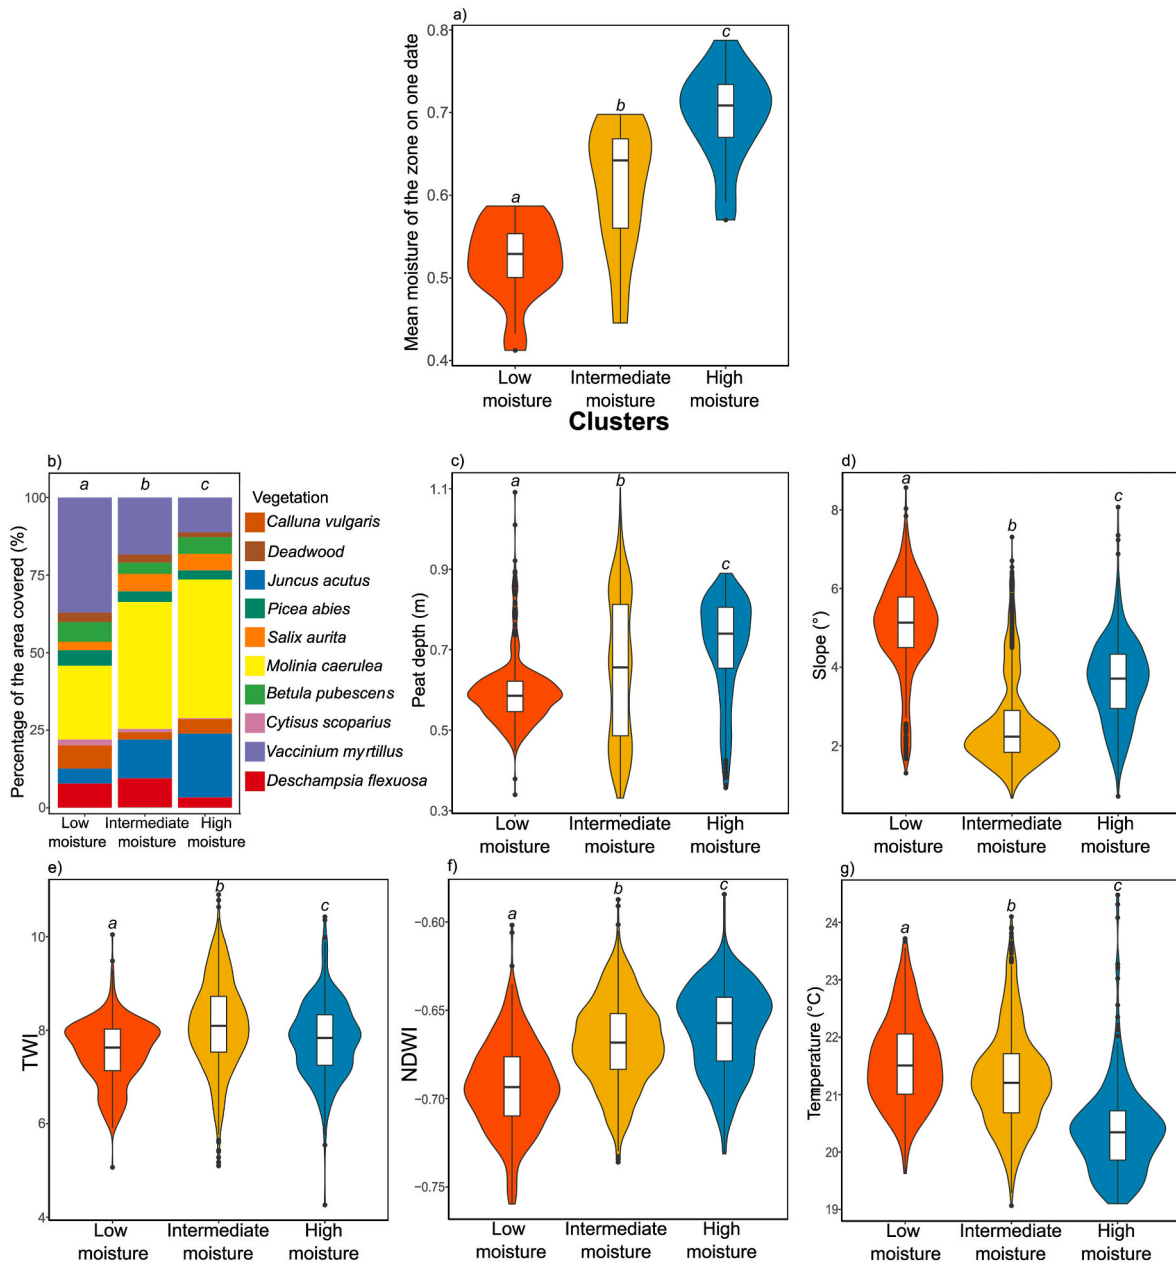 a)
Mean moisture of the zone on one date
0.8
0.7
0.6
0.5
0.4
a
b
c
Low Intermediate High
moisture moisture moisture
Clusters
b)
Percentage of the area covered (%)
100
75
50
25
0
a b c
Low Intermediate High
moisture moisture moisture
Vegetation
Calluna vulgaris
Deadwood
Juncus acutus
Picea abies
Salix aurita
Molinia caerulea
Betula pubescens
Cytisus scoparius
Vaccinium myrtillus
Deschampsia flexuosa
c)
Peat depth (m)
1.1
0.9
0.7
0.5
0.3
a
b
c
Low Intermediate High
moisture moisture moisture
d)
Slope (°)
8
6
4
2
a
b
c
Low Intermediate High
moisture moisture moisture
e)
TWI
10
8
6
4
a
b
c
Low Intermediate High
moisture moisture moisture
f)
NDWI
−0.60
−0.65
−0.70
−0.75
a
b
c
Low Intermediate High
moisture moisture moisture
g)
Temperature (°C)
24
23
22
21
20
19
a
b
c
Low Intermediate High
moisture moisture moisture